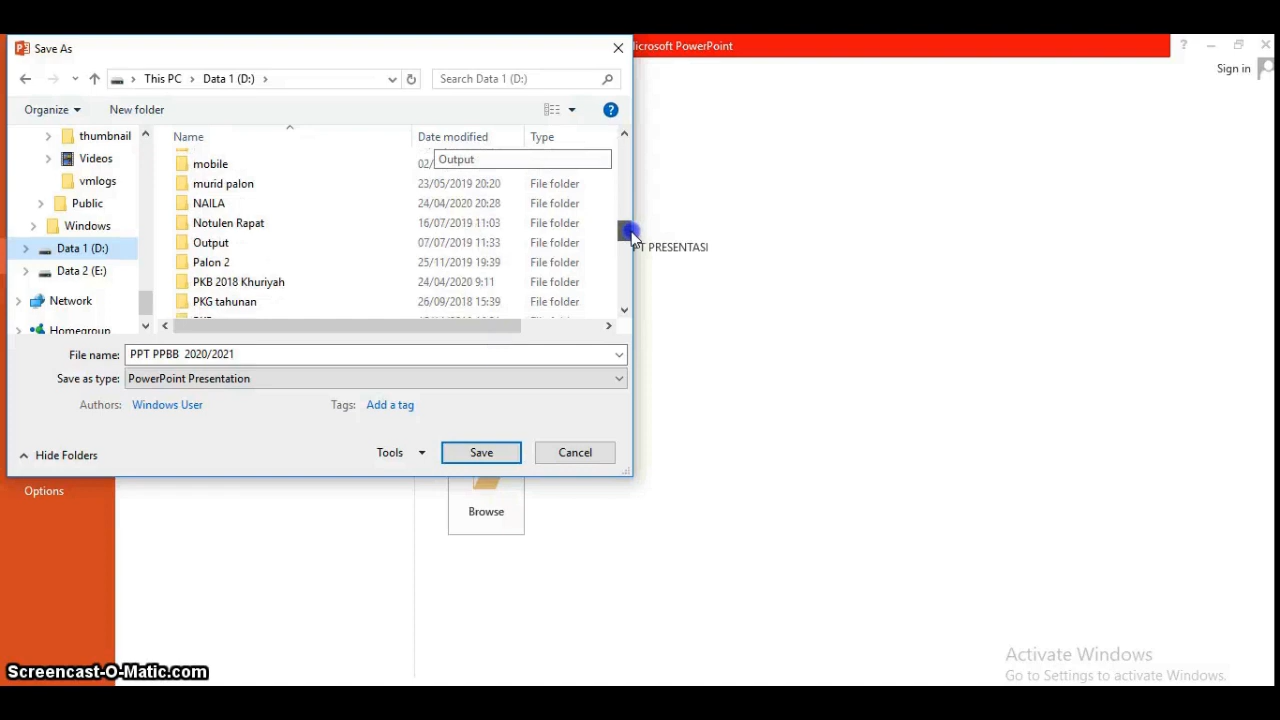 Save As
Microsoft PowerPoint
?
Sign in
This PC
Data 1 (D:)
Search Data 1 (D:)
Organize
New folder
?
thumbnail
Videos
vmlogs
Public
Windows
Data 1 (D:)
Data 2 (E:)
Network
Homegroup
Name
Date modified
Type
mobile
02/
Output
murid palon
23/05/2019 20:20
File folder
NAILA
24/04/2020 20:28
File folder
Notulen Rapat
16/07/2019 11:03
File folder
Output
07/07/2019 11:33
File folder
Palon 2
25/11/2019 19:39
File folder
PKB 2018 Khuriyah
24/04/2020 9:11
File folder
PKG tahunan
26/09/2018 15:39
File folder
PT PRESENTASI
File name:
PPT PPBB  2020/2021
Save as type:
PowerPoint Presentation
Authors:
Windows User
Tags:
Add a tag
Hide Folders
Tools
Save
Cancel
Options
Browse
Activate Windows
Go to Settings to activate Windows.
Screencast-O-Matic.com